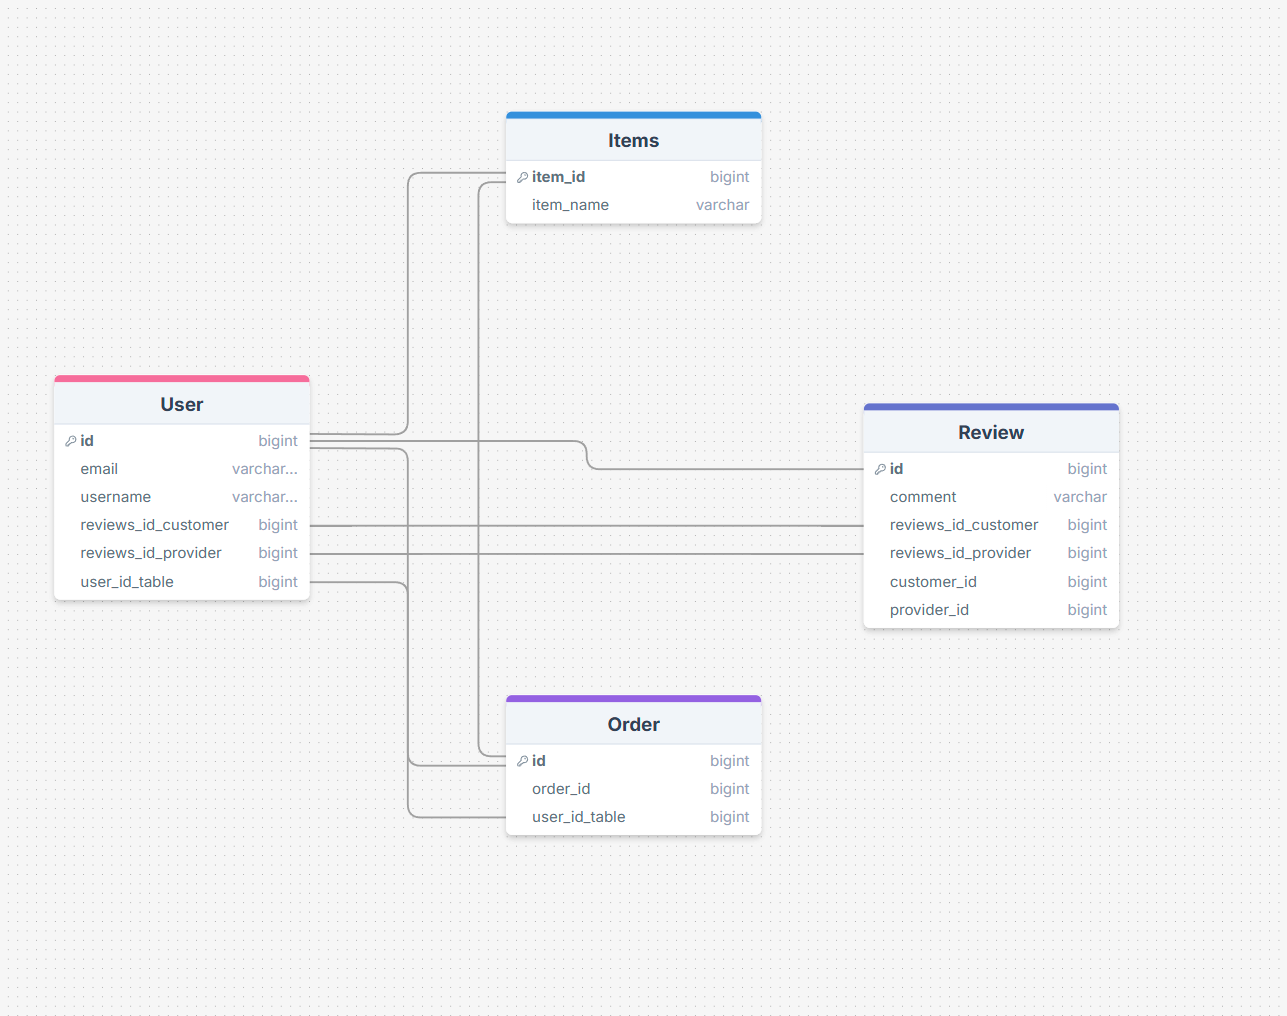 Items
item_id bigint
item_name varchar
User
id bigint
email varchar...
username varchar...
reviews_id_customer bigint
reviews_id_provider bigint
user_id_table bigint
Review
id bigint
comment varchar
reviews_id_customer bigint
reviews_id_provider bigint
customer_id bigint
provider_id bigint
Order
id bigint
order_id bigint
user_id_table bigint